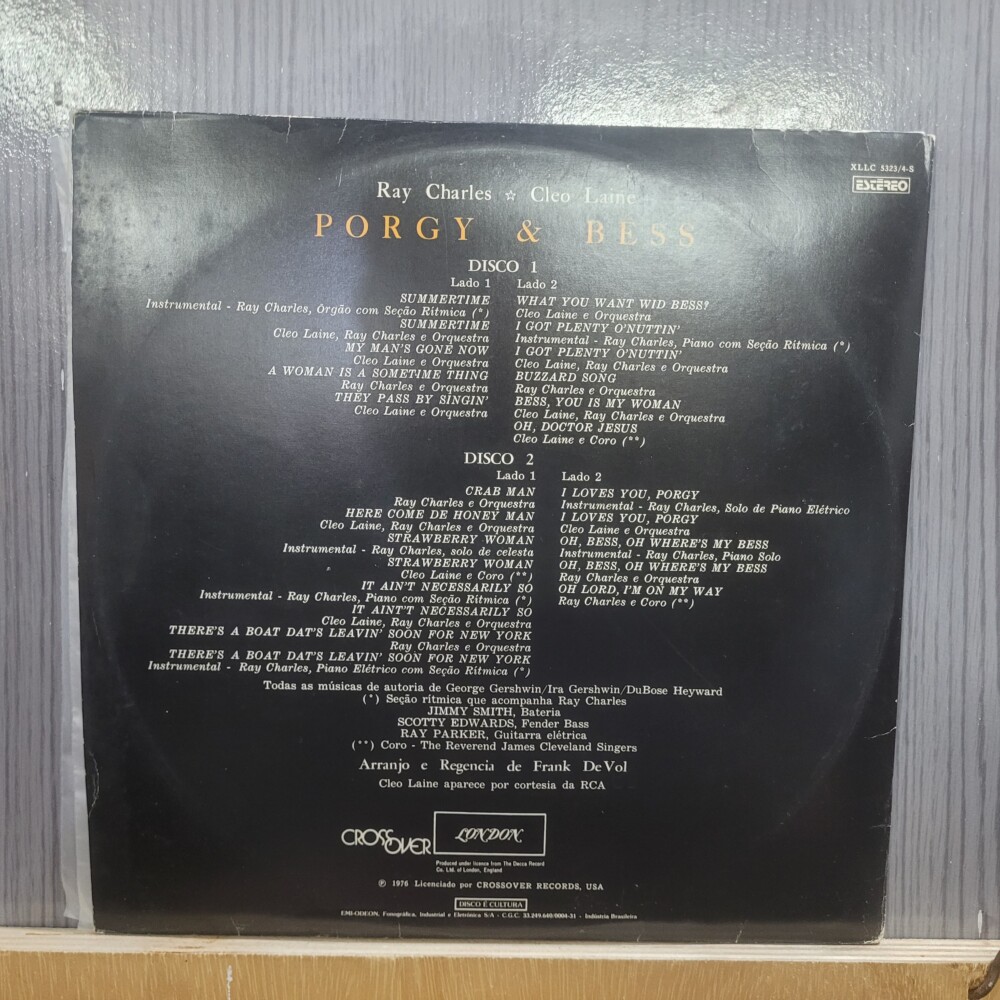 XLLC 5323/4-S
ESTÉREO
Ray Charles ☆ Cleo Laine
PORGY & BESS
DISCO 1
Lado 1
SUMMERTIME
Instrumental - Ray Charles, órgão com Seção Rítmica (*)
SUMMERTIME
Cleo Laine, Ray Charles e Orquestra
MY MAN'S GONE NOW
Cleo Laine e Orquestra
A WOMAN IS A SOMETIME THING
Ray Charles e Orquestra
THEY PASS BY SINGIN'
Cleo Laine e Orquestra
Lado 2
WHAT YOU WANT WID BESS?
Cleo Laine e Orquestra
I GOT PLENTY O'NUTTIN'
Instrumental - Ray Charles, Piano com Seção Rítmica (*)
I GOT PLENTY O'NUTTIN'
Cleo Laine, Ray Charles e Orquestra
BUZZARD SONG
Ray Charles e Orquestra
BESS, YOU IS MY WOMAN
Cleo Laine, Ray Charles e Orquestra
OH, DOCTOR JESUS
Cleo Laine e Coro (**)
DISCO 2
Lado 1
CRAB MAN
Ray Charles e Orquestra
HERE COME DE HONEY MAN
Cleo Laine, Ray Charles e Orquestra
STRAWBERRY WOMAN
Instrumental - Ray Charles, solo de celesta
STRAWBERRY WOMAN
Cleo Laine e Coro (**)
IT AIN'T NECESSARILY SO
Instrumental - Ray Charles, Piano com Seção Rítmica (*)
IT AINT'T NECESSARILY SO
Cleo Laine, Ray Charles e Orquestra
THERE'S A BOAT DAT'S LEAVIN' SOON FOR NEW YORK
Ray Charles e Orquestra
THERE'S A BOAT DAT'S LEAVIN' SOON FOR NEW YORK
Instrumental - Ray Charles, Piano Elétrico com Seção Rítmica (*)
Lado 2
I LOVES YOU, PORGY
Instrumental - Ray Charles, Solo de Piano Elétrico
I LOVES YOU, PORGY
Cleo Laine e Orquestra
OH, BESS, OH WHERE'S MY BESS
Instrumental - Ray Charles, Piano Solo
OH, BESS, OH WHERE'S MY BESS
Ray Charles e Orquestra
OH LORD, I'M ON MY WAY
Ray Charles e Coro (**)
Todas as músicas de autoria de George Gershwin/Ira Gershwin/DuBose Heyward
(*) Seção rítmica que acompanha Ray Charles
JIMMY SMITH, Bateria
SCOTTY EDWARDS, Fender Bass
RAY PARKER, Guitarra elétrica
(**) Coro - The Reverend James Cleveland Singers
Arranjo e Regencia de Frank DeVol
Cleo Laine aparece por cortesia da RCA
CROSSOVER
LONDON
Produced under licence from The Decca Record
Co. Ltd. of London, England
℗ 1976 Licenciado por CROSSOVER RECORDS, USA
DISCO É CULTURA
EMI-ODEON, Fonográfica, Industrial e Eletrônica S/A - C.G.C. 33.249.640/0004-31 - Indústria Brasileira